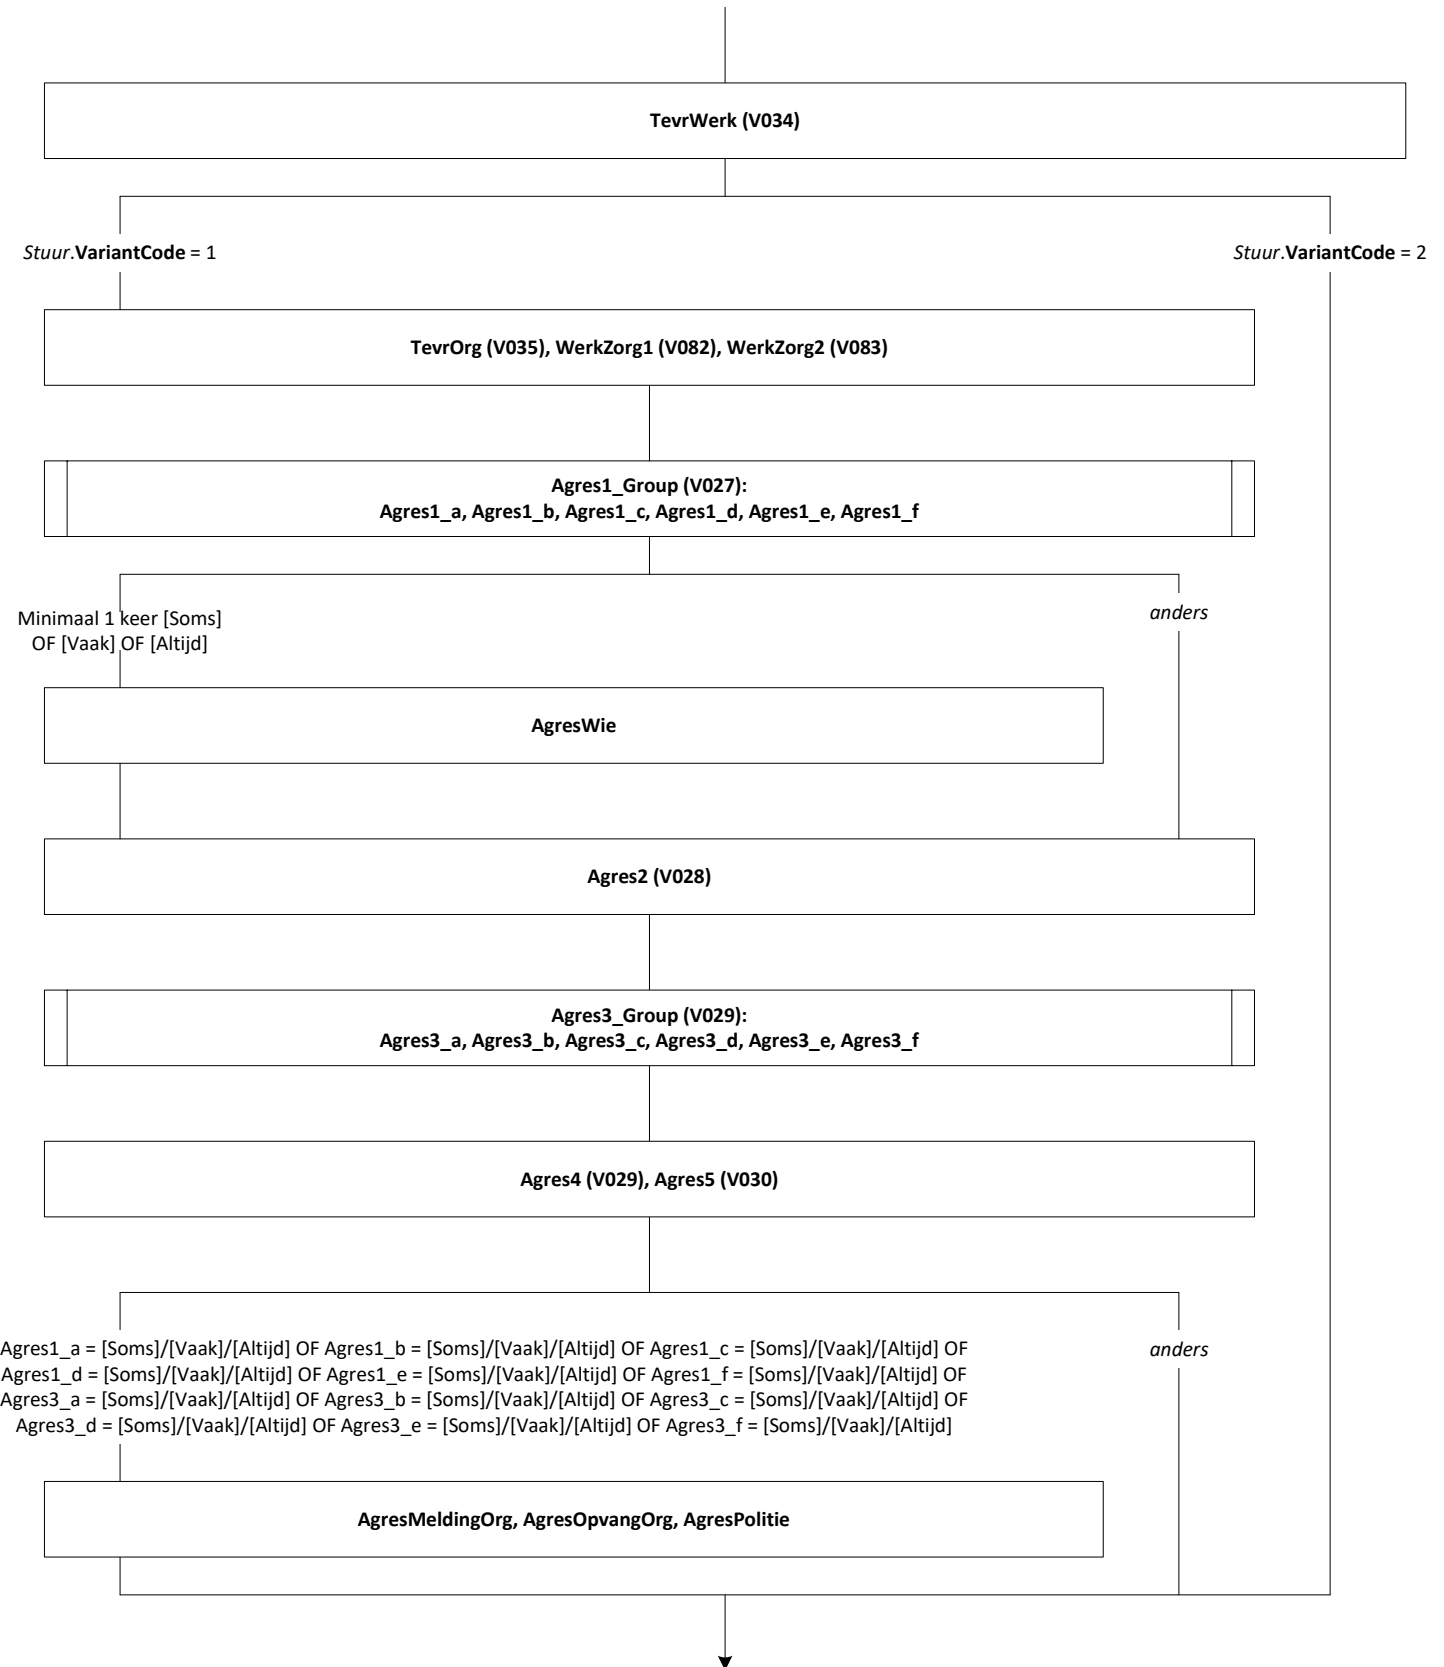 TevrWerk (V034)
Stuur.VariantCode = 1
Stuur.VariantCode = 2
TevrOrg (V035), WerkZorg1 (V082), WerkZorg2 (V083)
Agres1_Group (V027):
Agres1_a, Agres1_b, Agres1_c, Agres1_d, Agres1_e, Agres1_f
Minimaal 1 keer [Soms]
OF [Vaak] OF [Altijd]
anders
AgresWie
Agres2 (V028)
Agres3_Group (V029):
Agres3_a, Agres3_b, Agres3_c, Agres3_d, Agres3_e, Agres3_f
Agres4 (V029), Agres5 (V030)
Agres1_a = [Soms]/[Vaak]/[Altijd] OF Agres1_b = [Soms]/[Vaak]/[Altijd] OF Agres1_c = [Soms]/[Vaak]/[Altijd] OF
Agres1_d = [Soms]/[Vaak]/[Altijd] OF Agres1_e = [Soms]/[Vaak]/[Altijd] OF Agres1_f = [Soms]/[Vaak]/[Altijd] OF
Agres3_a = [Soms]/[Vaak]/[Altijd] OF Agres3_b = [Soms]/[Vaak]/[Altijd] OF Agres3_c = [Soms]/[Vaak]/[Altijd] OF
Agres3_d = [Soms]/[Vaak]/[Altijd] OF Agres3_e = [Soms]/[Vaak]/[Altijd] OF Agres3_f = [Soms]/[Vaak]/[Altijd]
anders
AgresMeldingOrg, AgresOpvangOrg, AgresPolitie